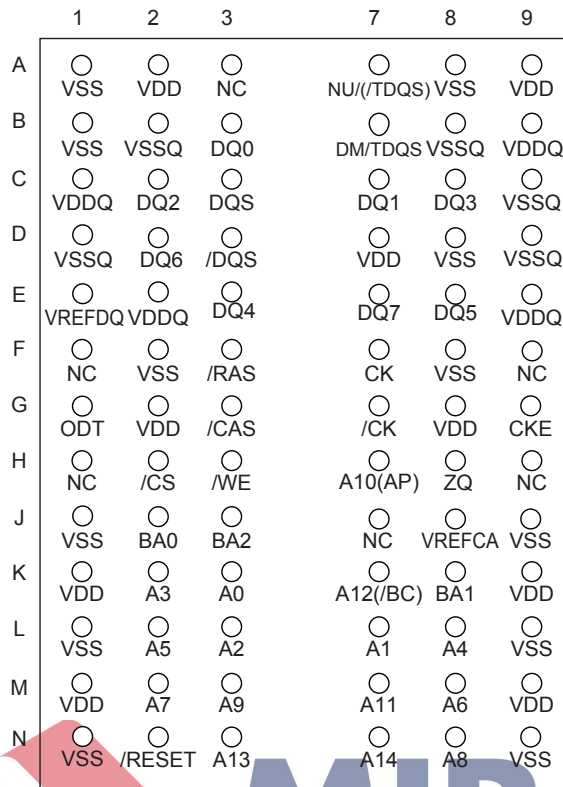 1 2 3 7 8 9
A
VSS VDD NC NU/(/TDQS) VSS VDD
B
VSS VSSQ DQ0 DM/TDQS VSSQ VDDQ
C
VDDQ DQ2 DQS DQ1 DQ3 VSSQ
D
VSSQ DQ6 /DQS VDD VSS VSSQ
E
VREFDQ VDDQ DQ4 DQ7 DQ5 VDDQ
F
NC VSS /RAS CK VSS NC
G
ODT VDD /CAS /CK VDD CKE
H
NC /CS /WE A10(AP) ZQ NC
J
VSS BA0 BA2 NC VREFCA VSS
K
VDD A3 A0 A12(/BC) BA1 VDD
L
VSS A5 A2 A1 A4 VSS
M
VDD A7 A9 A11 A6 VDD
N
VSS /RESET A13 A14 A8 VSS